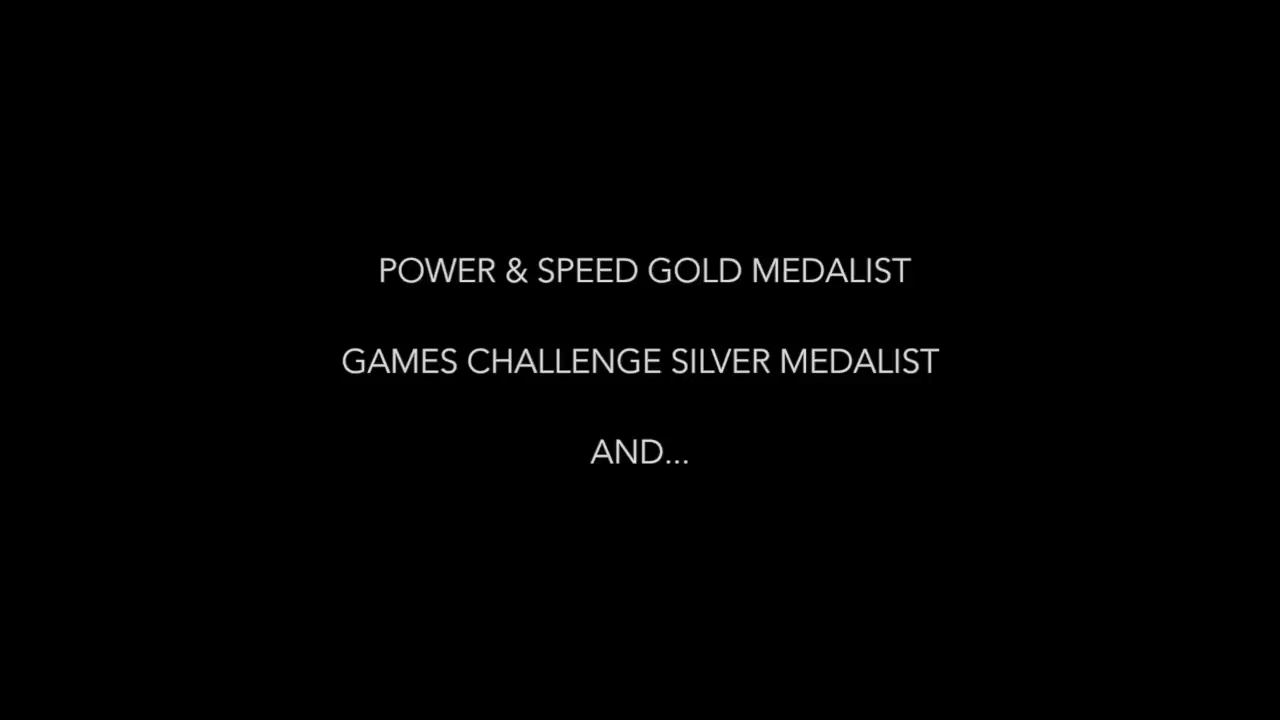 POWER & SPEED GOLD MEDALIST
GAMES CHALLENGE SILVER MEDALIST
AND...